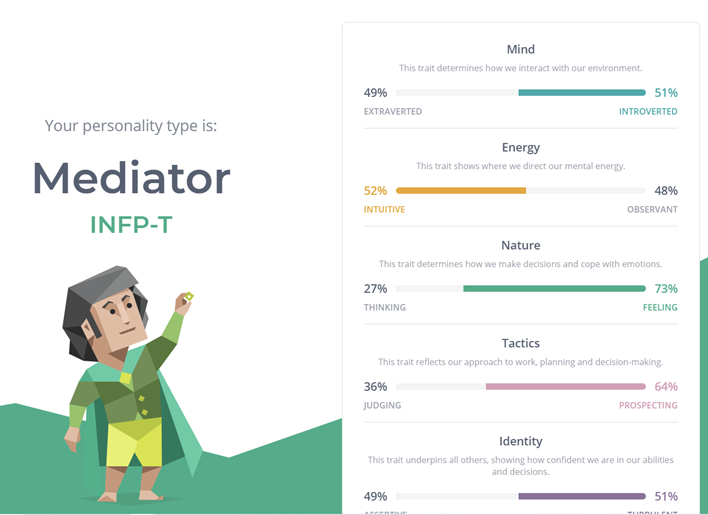 Your personality type is:
Mediator
INFP-T
Mind
This trait determines how we interact with our environment.
49% 51%
EXTRAVERTED INTROVERTED
Energy
This trait shows where we direct our mental energy.
52% 48%
INTUITIVE OBSERVANT
Nature
This trait determines how we make decisions and cope with emotions.
27% 73%
THINKING FEELING
Tactics
This trait reflects our approach to work, planning and decision-making.
36% 64%
JUDGING PROSPECTING
Identity
This trait underpins all others, showing how confident we are in our abilities
and decisions.
49% 51%
ASSERTIVE TURBULENT